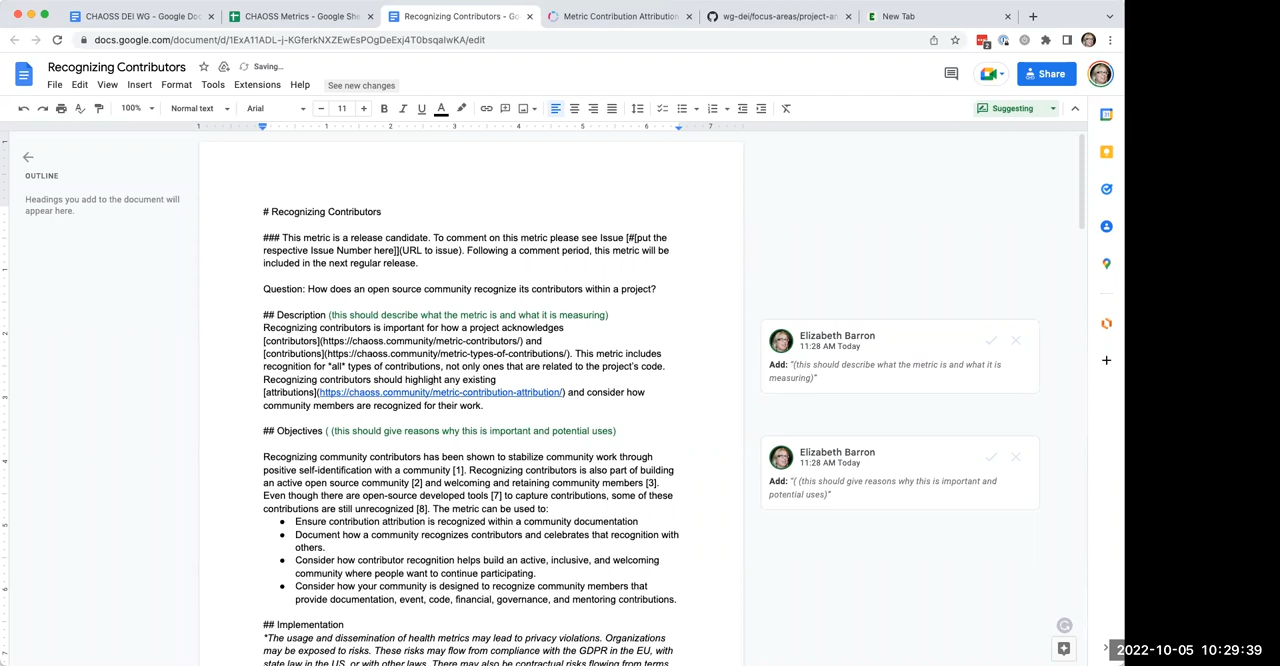 CHAOSS DEI WG - Google Doc
CHAOSS Metrics - Google She
Recognizing Contributors - Go
Metric Contribution Attribution
wg-dei/focus-areas/project-an
New Tab
docs.google.com/document/d/1ExA11ADL-j-KGferkNXZEwEsPOgDeExj4T0bsqaIwKA/edit
2
Recognizing Contributors
Saving…
Share
File Edit View Insert Format Tools Extensions Help See new changes
100% Normal text Arial 11 B I U A Suggesting
1 1 2 3 4 5 6 7
OUTLINE
Headings you add to the document will
appear here.
# Recognizing Contributors
### This metric is a release candidate. To comment on this metric please see Issue [#[put the
respective Issue Number here]](URL to issue). Following a comment period, this metric will be
included in the next regular release.
Question: How does an open source community recognize its contributors within a project?
## Description (this should describe what the metric is and what it is measuring)
Recognizing contributors is important for how a project acknowledges
[contributors](https://chaoss.community/metric-contributors/) and
[contributions](https://chaoss.community/metric-types-of-contributions/). This metric includes
recognition for *all* types of contributions, not only ones that are related to the project's code.
Recognizing contributors should highlight any existing
[attributions](https://chaoss.community/metric-contribution-attribution/) and consider how
community members are recognized for their work.
## Objectives ( (this should give reasons why this is important and potential uses)
Recognizing community contributors has been shown to stabilize community work through
positive self-identification with a community [1]. Recognizing contributors is also part of building
an active open source community [2] and welcoming and retaining community members [3].
Even though there are open-source developed tools [7] to capture contributions, some of these
contributions are still unrecognized [8]. The metric can be used to:
● Ensure contribution attribution is recognized within a community documentation
● Document how a community recognizes contributors and celebrates that recognition with
others.
● Consider how contributor recognition helps build an active, inclusive, and welcoming
community where people want to continue participating.
● Consider how your community is designed to recognize community members that
provide documentation, event, code, financial, governance, and mentoring contributions.
## Implementation
*The usage and dissemination of health metrics may lead to privacy violations. Organizations
may be exposed to risks. These risks may flow from compliance with the GDPR in the EU, with
state law in the US, or with other laws. There may also be contractual risks flowing from terms
Elizabeth Barron
11:28 AM Today
Add: "(this should describe what the metric is and what it is
measuring)"
Elizabeth Barron
11:28 AM Today
Add: "( (this should give reasons why this is important and
potential uses)"
2022-10-05 10:29:39